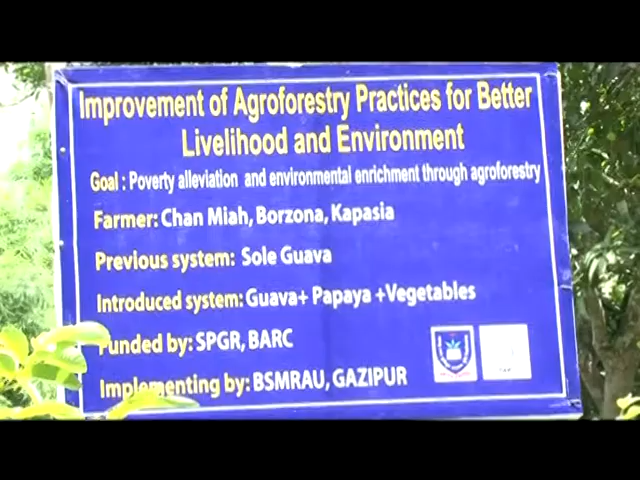 Improvement of Agroforestry Practices for Better
Livelihood and Environment
Goal : Poverty alleviation and environmental enrichment through agroforestry
Farmer: Chan Miah, Borzona, Kapasia
Previous system: Sole Guava
Introduced system: Guava+ Papaya +Vegetables
Funded by: SPGR, BARC
Implementing by: BSMRAU, GAZIPUR